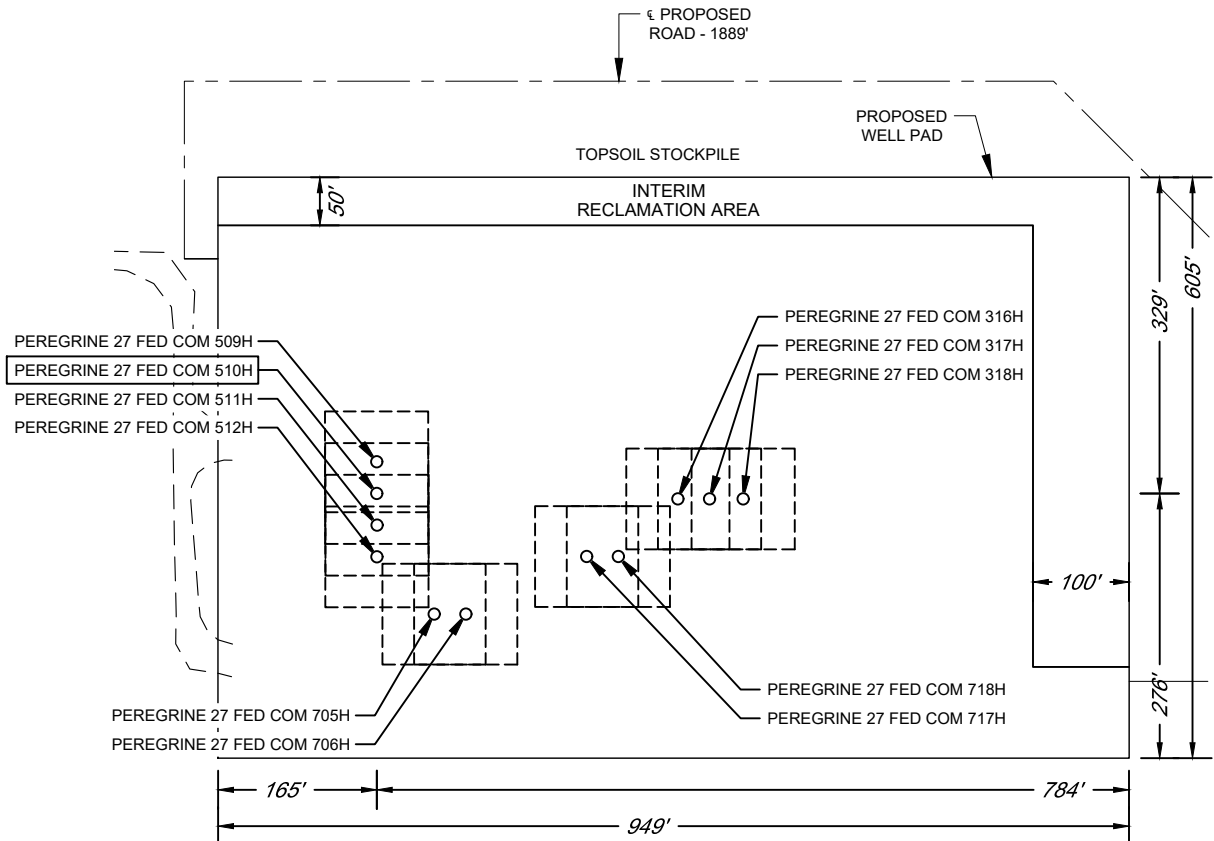 ℄ PROPOSED
ROAD - 1889'
PROPOSED
WELL PAD
TOPSOIL STOCKPILE
INTERIM
RECLAMATION AREA
50'
329'
605'
PEREGRINE 27 FED COM 316H
PEREGRINE 27 FED COM 317H
PEREGRINE 27 FED COM 318H
PEREGRINE 27 FED COM 509H
PEREGRINE 27 FED COM 510H
PEREGRINE 27 FED COM 511H
PEREGRINE 27 FED COM 512H
100'
276'
PEREGRINE 27 FED COM 718H
PEREGRINE 27 FED COM 717H
PEREGRINE 27 FED COM 705H
PEREGRINE 27 FED COM 706H
165'
784'
949'